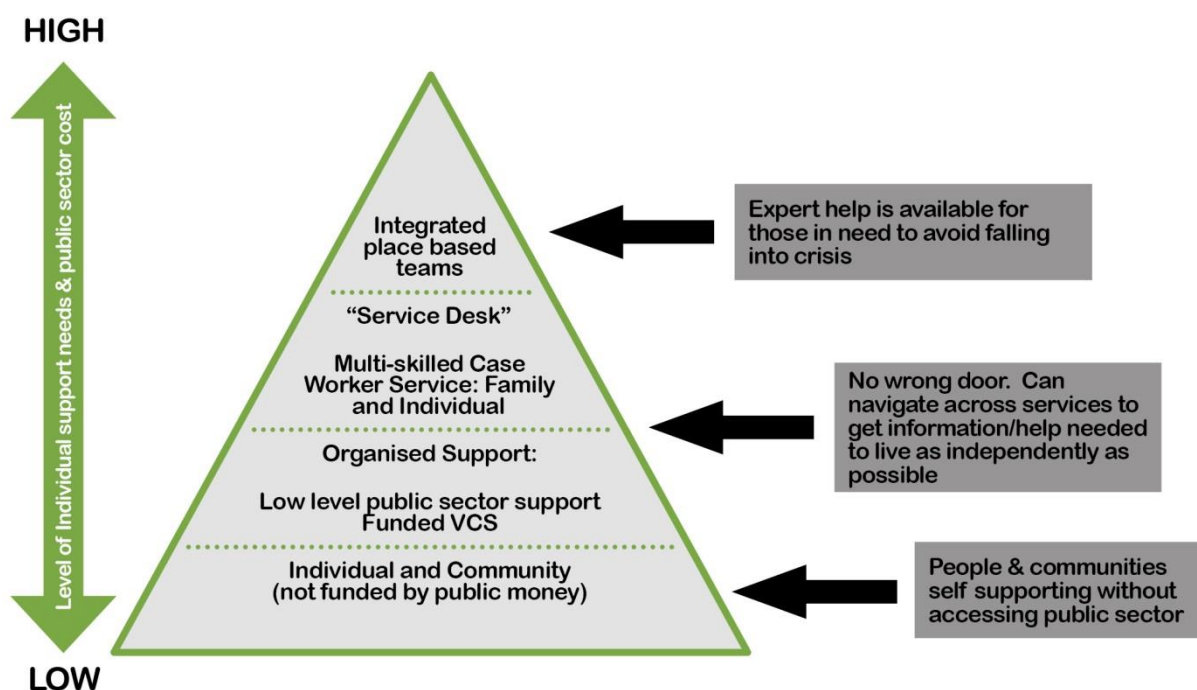 HIGH
Level of Individual support needs & public sector cost
LOW
Integrated
place based
teams
“Service Desk”
Multi-skilled Case
Worker Service: Family
and Individual
Organised Support:
Low level public sector support
Funded VCS
Individual and Community
(not funded by public money)
Expert help is available for
those in need to avoid falling
into crisis
No wrong door.  Can
navigate across services to
get information/help needed
to live as independently as
possible
People & communities
self supporting without
accessing public sector